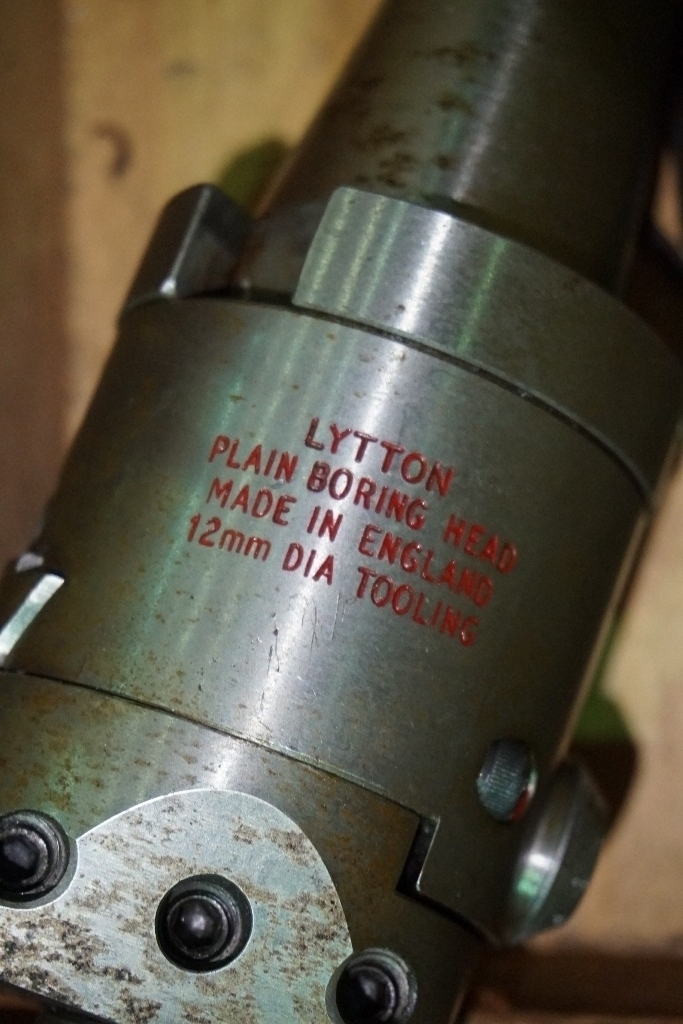 LYTTON
PLAIN BORING HEAD
MADE IN ENGLAND
12mm DIA TOOLING